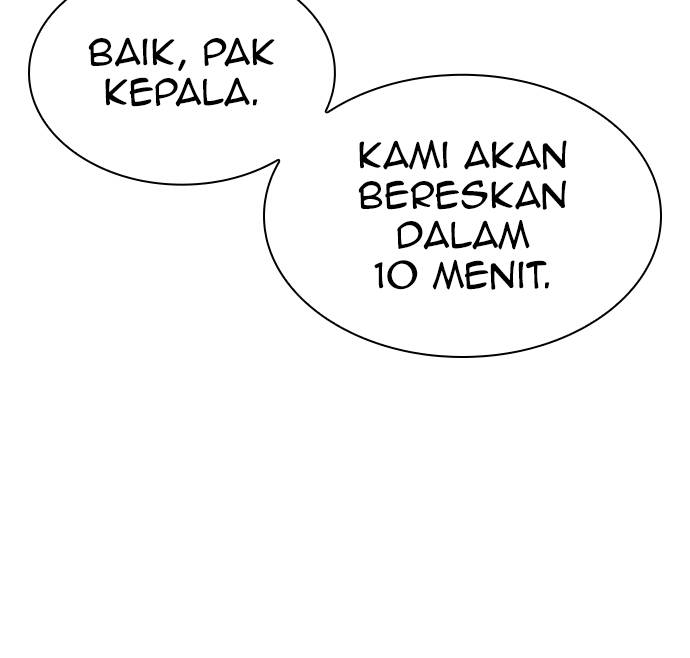 BAIK, PAK
KEPALA.
KAMI AKAN
BERESKAN
DALAM
10 MENIT.